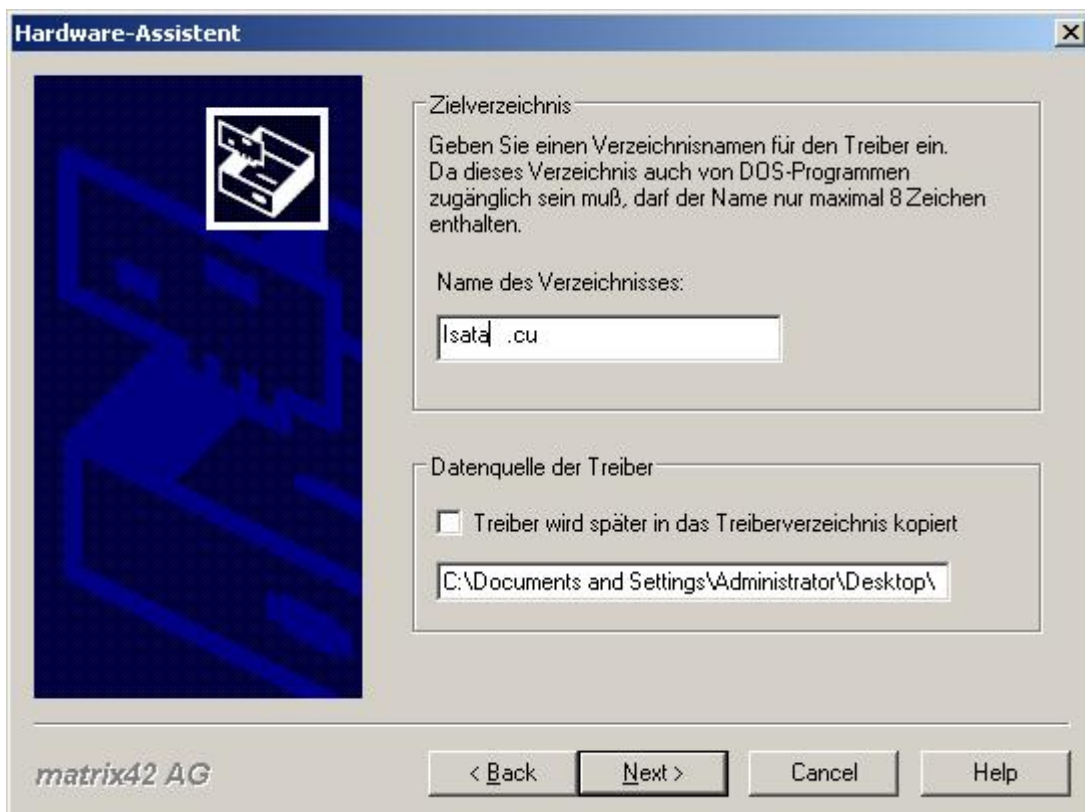 Hardware-Assistent
Zielverzeichnis
Geben Sie einen Verzeichnisnamen für den Treiber ein.
Da dieses Verzeichnis auch von DOS-Programmen
zugänglich sein muß, darf der Name nur maximal 8 Zeichen
enthalten.
Name des Verzeichnisses:
Isata .cu
Datenquelle der Treiber
Treiber wird später in das Treiberverzeichnis kopiert
C:\Documents and Settings\Administrator\Desktop\
matrix42 AG
< Back
Next >
Cancel
Help